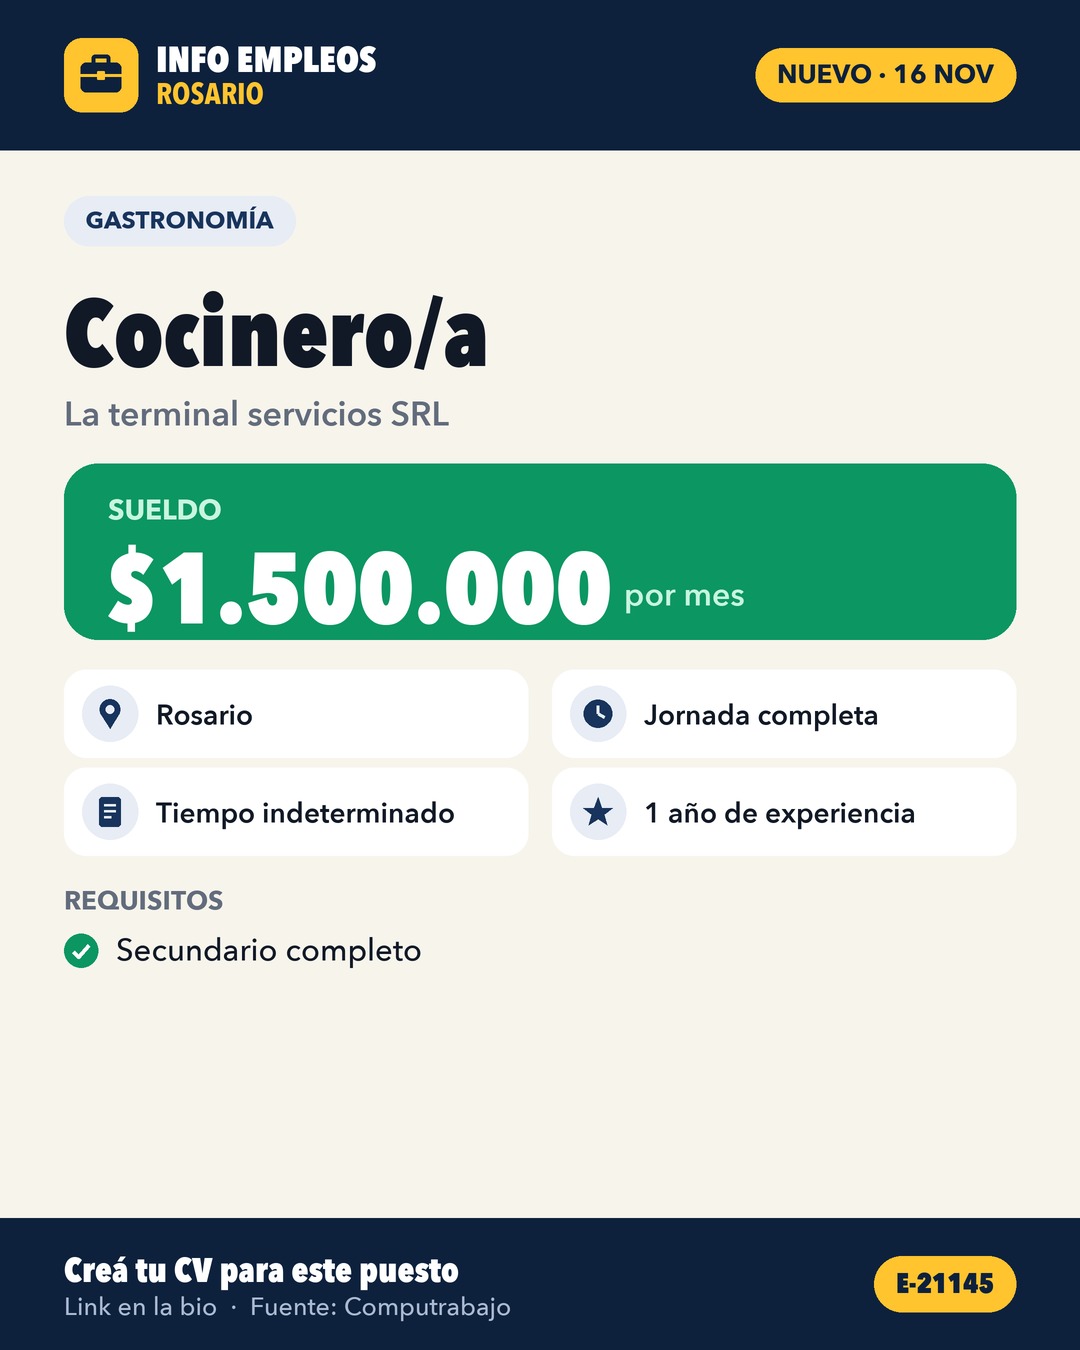 INFO EMPLEOS
ROSARIO
NUEVO · 16 NOV
GASTRONOMÍA
Cocinero/a
La terminal servicios SRL
SUELDO
$1.500.000 por mes
Rosario
Jornada completa
Tiempo indeterminado
1 año de experiencia
REQUISITOS
Secundario completo
Creá tu CV para este puesto
Link en la bio · Fuente: Computrabajo
E-21145